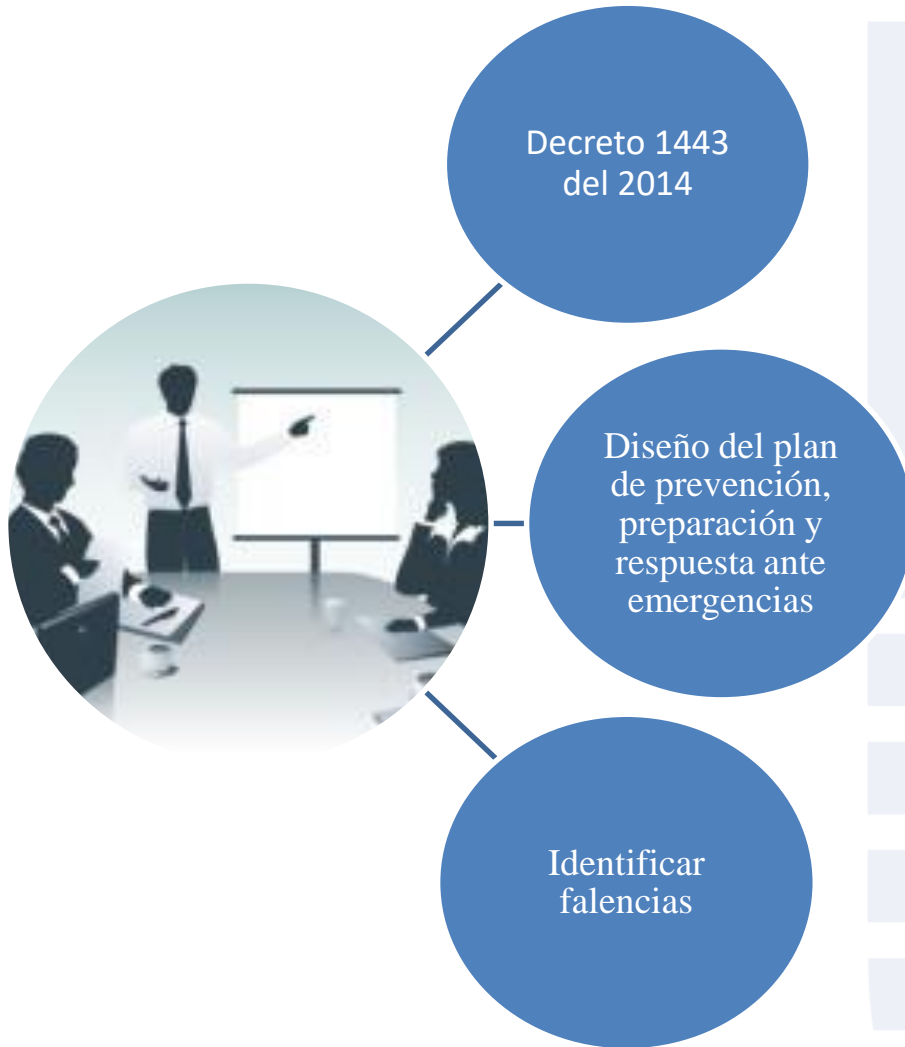 Decreto 1443
del 2014
Diseño del plan
de prevención,
preparación y
respuesta ante
emergencias
Identificar
falencias